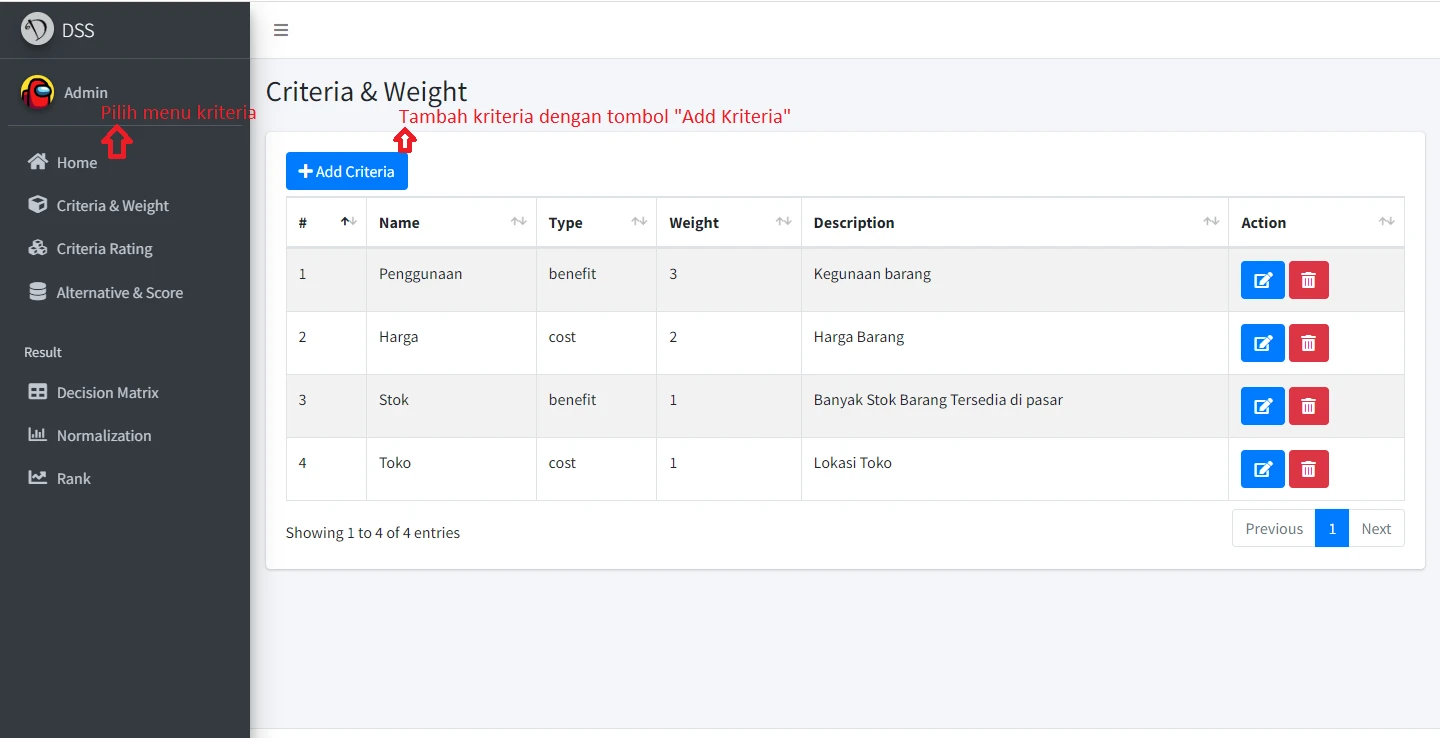 DSS
Admin
Pilih menu kriteria
Home
Criteria & Weight
Criteria Rating
Alternative & Score
Result
Decision Matrix
Normalization
Rank
Criteria & Weight
Tambah kriteria dengan tombol "Add Kriteria"
Add Criteria
# Name Type Weight Description Action
1 Penggunaan benefit 3 Kegunaan barang
2 Harga cost 2 Harga Barang
3 Stok benefit 1 Banyak Stok Barang Tersedia di pasar
4 Toko cost 1 Lokasi Toko
Showing 1 to 4 of 4 entries
Previous 1 Next